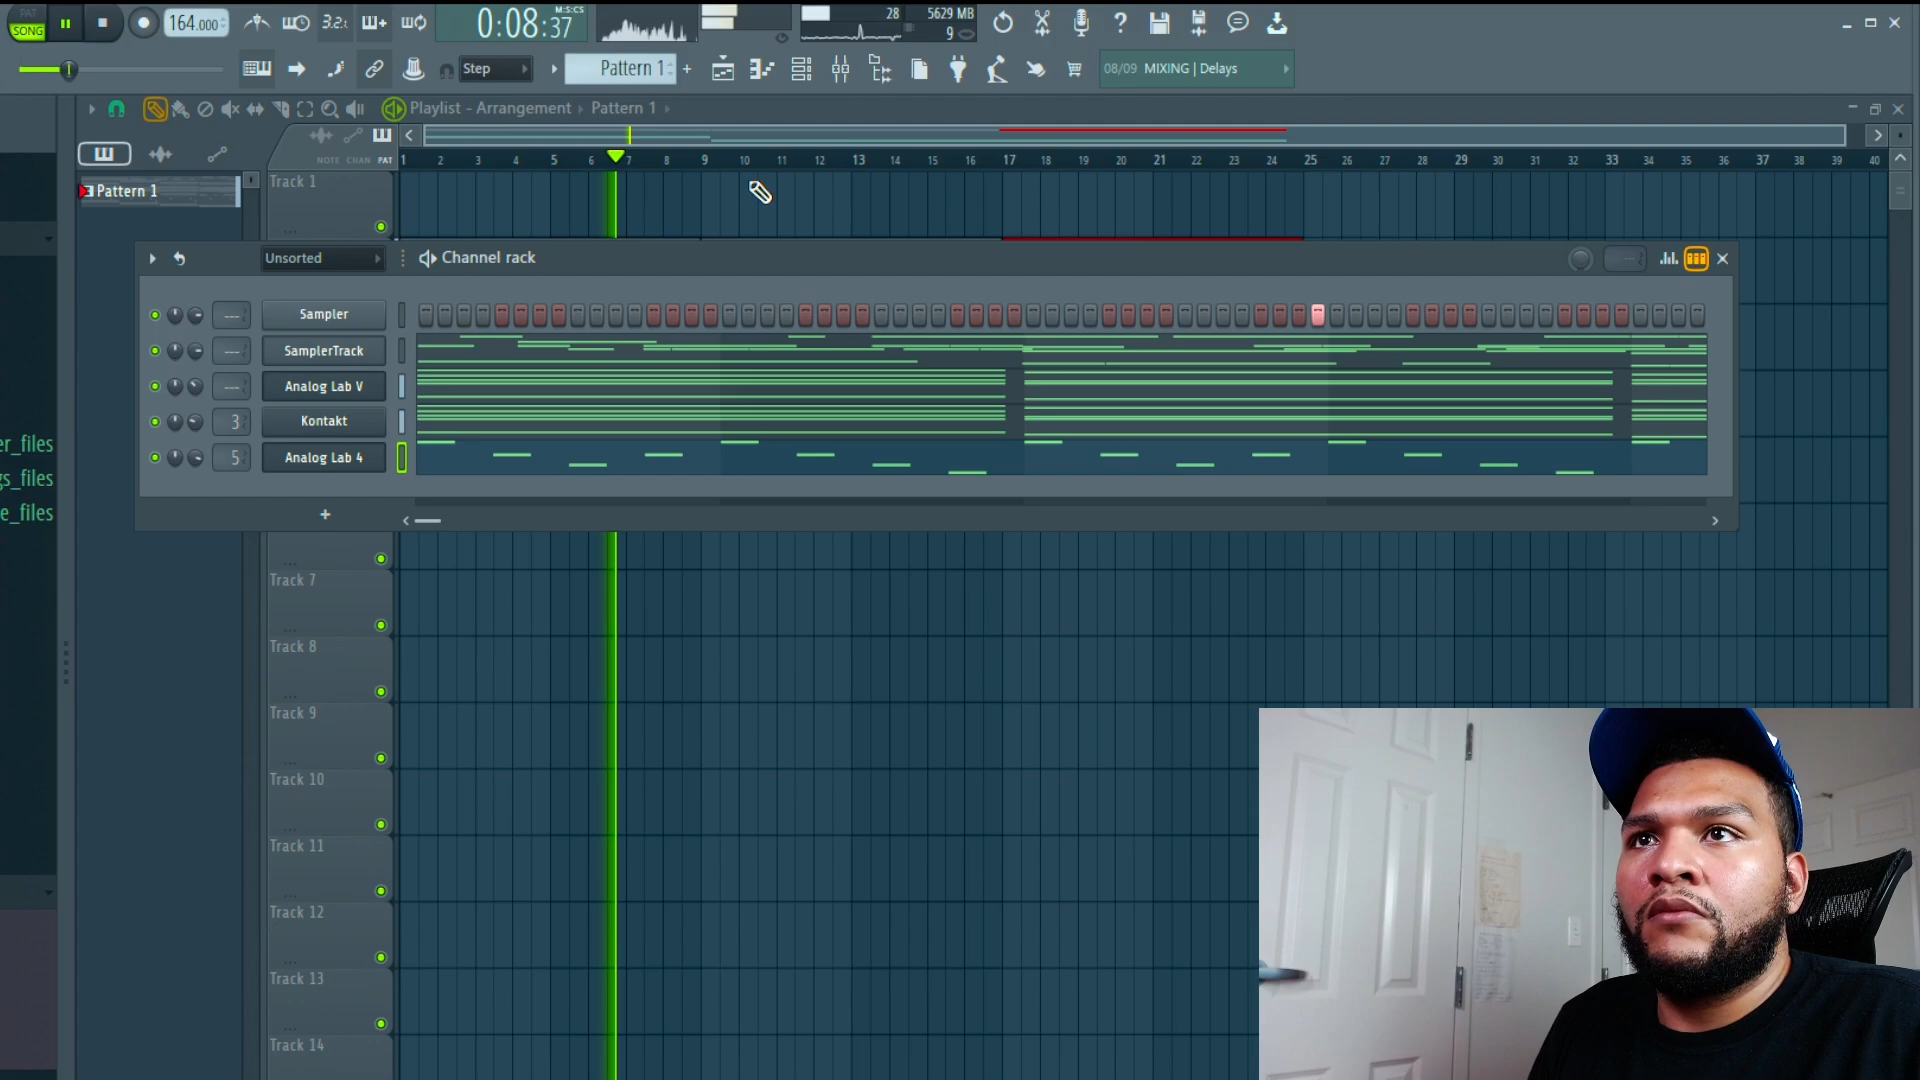 PAT
SONG
164.000
3.2.
0:08:37
M:S:CS
28
5629 MB
9
Step
Pattern 1
08/09 MIXING | Delays
Playlist - Arrangement
Pattern 1
NOTE CHAN PAT
1 2 3 4 5 6 7 8 9 10 11 12 13 14 15 16 17 18 19 20 21 22 23 24 25 26 27 28 29 30 31 32 33 34 35 36 37 38 39 40
Pattern 1
Track 1
Unsorted
Channel rack
Sampler
SamplerTrack
Analog Lab V
3 Kontakt
5 Analog Lab 4
er_files
gs_files
e_files
Track 7
Track 8
Track 9
Track 10
Track 11
Track 12
Track 13
Track 14